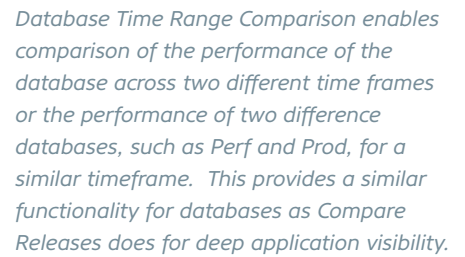 Database Time Range Comparison enables
comparison of the performance of the
database across two different time frames
or the performance of two difference
databases, such as Perf and Prod, for a
similar timeframe.  This provides a similar
functionality for databases as Compare
Releases does for deep application visibility.